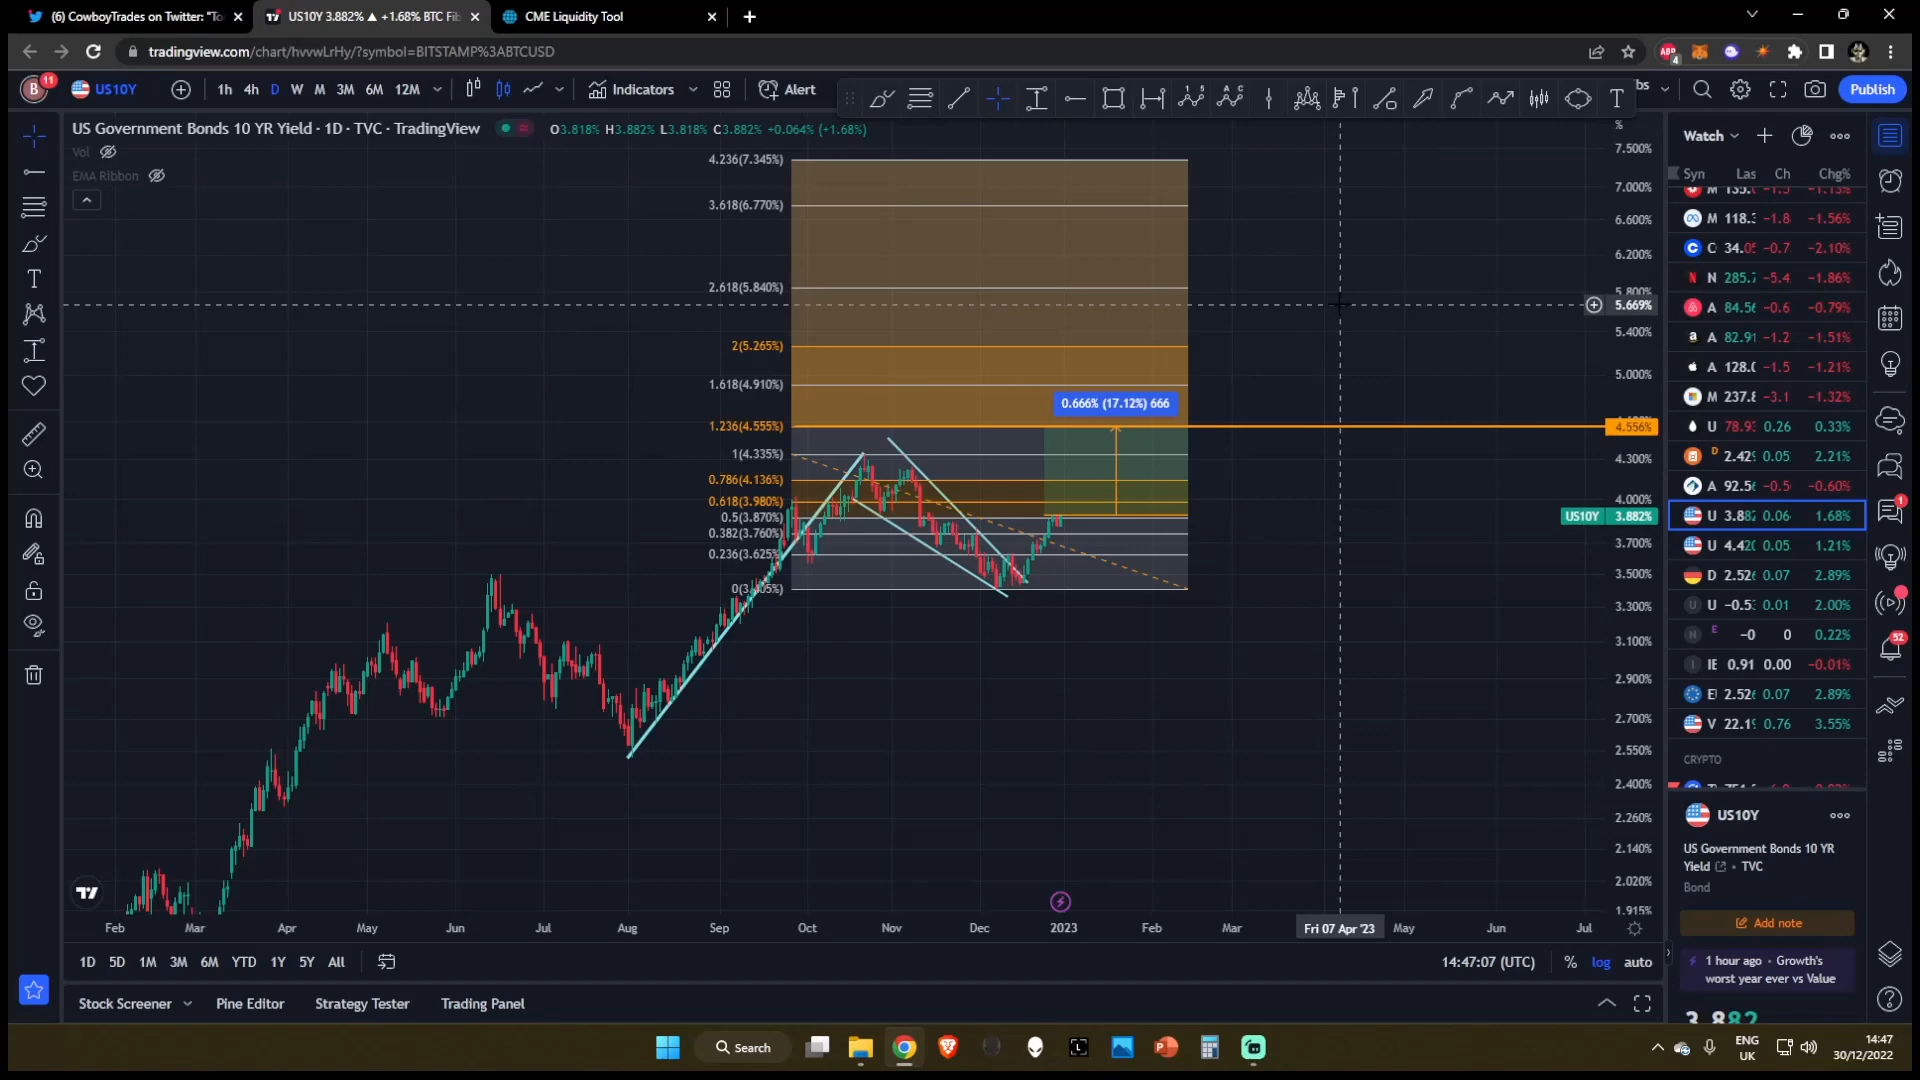 (6) CowboyTrades on Twitter: "To
US10Y 3.882% ▲ +1.68% BTC Fib
CME Liquidity Tool
tradingview.com/chart/hvvwLrHy/?symbol=BITSTAMP%3ABTCUSD
4
B
11
US10Y
1h 4h D W M 3M 6M 12M
Indicators
Alert
Publish
US Government Bonds 10 YR Yield · 1D · TVC · TradingView
O3.818% H3.882% L3.818% C3.882% +0.064% (+1.68%)
Vol
EMA Ribbon
4.236(7.345%)
3.618(6.770%)
2.618(5.840%)
2(5.265%)
1.618(4.910%)
1.236(4.555%)
1(4.335%)
0.786(4.136%)
0.618(3.980%)
0.5(3.870%)
0.382(3.760%)
0.236(3.625%)
0.666% (17.12%) 666
%
7.500%
7.000%
6.600%
6.200%
5.800%
5.669%
5.400%
5.000%
4.556%
4.300%
4.000%
US10Y 3.882%
3.700%
3.500%
3.300%
3.100%
2.900%
2.700%
2.550%
2.400%
2.260%
2.140%
2.020%
1.915%
Feb Mar Apr May Jun Jul Aug Sep Oct Nov Dec 2023 Feb Mar Fri 07 Apr '23 May Jun Jul
1D 5D 1M 3M 6M YTD 1Y 5Y All
14:47:07 (UTC) % log auto
Stock Screener Pine Editor Strategy Tester Trading Panel
Watch
Syn Las Ch Chg%
M 118.3 -1.8 -1.56%
C 34.05 -0.7 -2.10%
N 285.7 -5.4 -1.86%
A 84.56 -0.6 -0.79%
A 82.91 -1.2 -1.51%
A 128.0 -1.5 -1.21%
M 237.8 -3.1 -1.32%
U 78.93 0.26 0.33%
D 2.429 0.05 2.21%
A 92.56 -0.5 -0.60%
U 3.882 0.06 1.68%
U 4.420 0.05 1.21%
D 2.526 0.07 2.89%
U -0.53 0.01 2.00%
N E -0 0 0.22%
IE 0.91 0.00 -0.01%
E 2.526 0.07 2.89%
V 22.19 0.76 3.55%
CRYPTO
US10Y
US Government Bonds 10 YR
Yield · TVC
Bond
Add note
1 hour ago · Growth's
worst year ever vs Value
3.882
1
52
Search
ENG
UK
14:47
30/12/2022